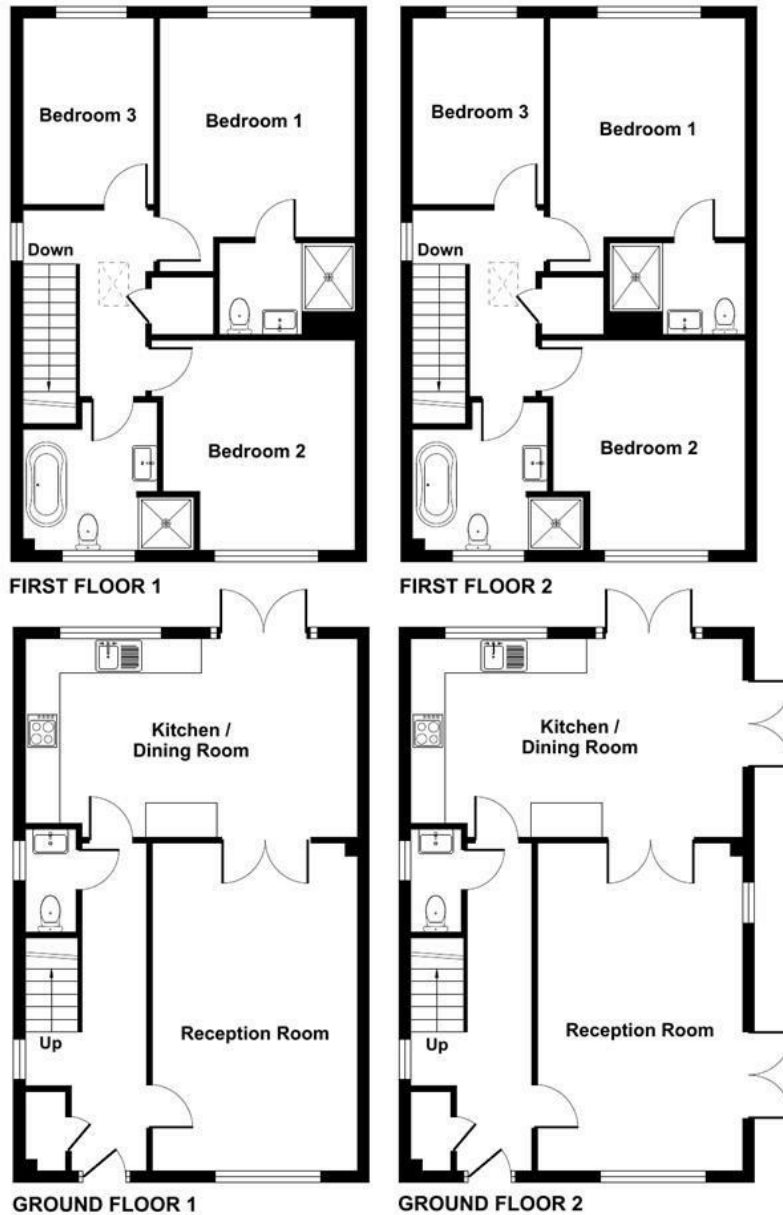 Bedroom 3
Bedroom 1
Down
Bedroom 2
FIRST FLOOR 1
Bedroom 3
Bedroom 1
Down
Bedroom 2
FIRST FLOOR 2
Kitchen /
Dining Room
Up
Reception Room
GROUND FLOOR 1
Kitchen /
Dining Room
Up
Reception Room
GROUND FLOOR 2